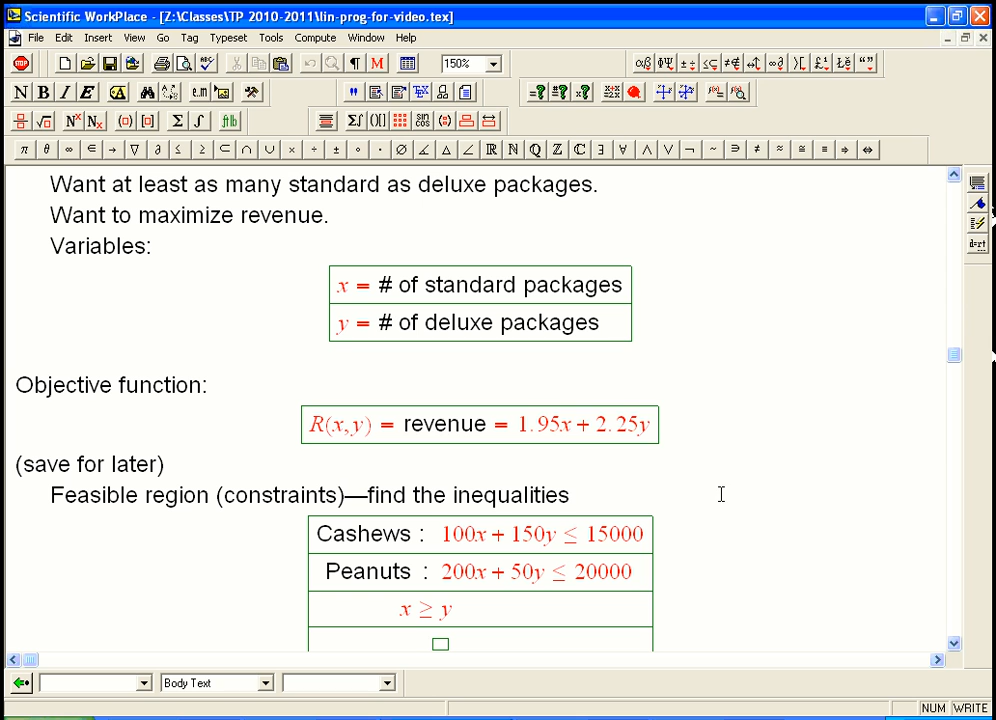 Scientific WorkPlace - [Z:\Classes\TP 2010-2011\lin-prog-for-video.tex]
File Edit Insert View Go Tag Typeset Tools Compute Window Help
150%
Want at least as many standard as deluxe packages.
Want to maximize revenue.
Variables:
x = # of standard packages
y = # of deluxe packages
Objective function:
R(x,y) = revenue = 1.95x + 2.25y
(save for later)
Feasible region (constraints)—find the inequalities
Cashews : 100x + 150y ≤ 15000
Peanuts : 200x + 50y ≤ 20000
x ≥ y
Body Text
NUM WRITE